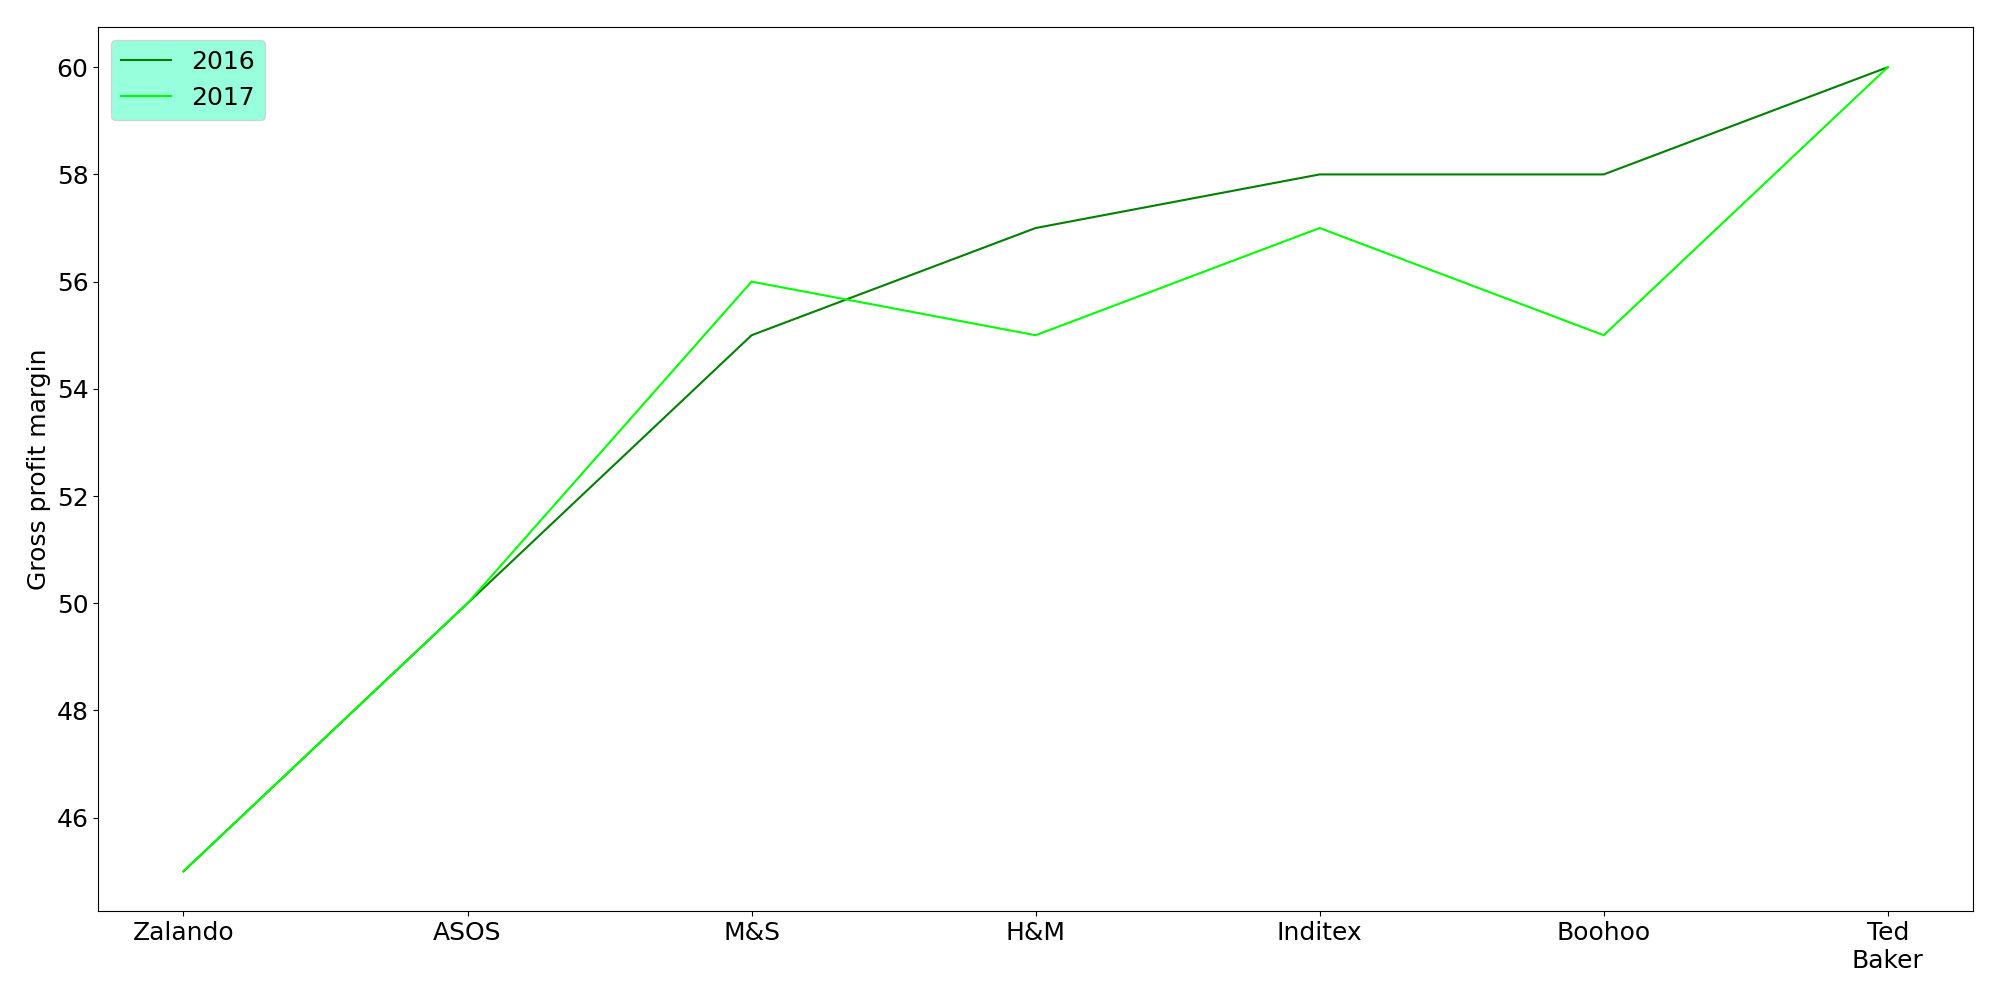 2016
2017
Gross profit margin
60
58
56
54
52
50
48
46
Zalando
ASOS
M&S
H&M
Inditex
Boohoo
Ted
Baker